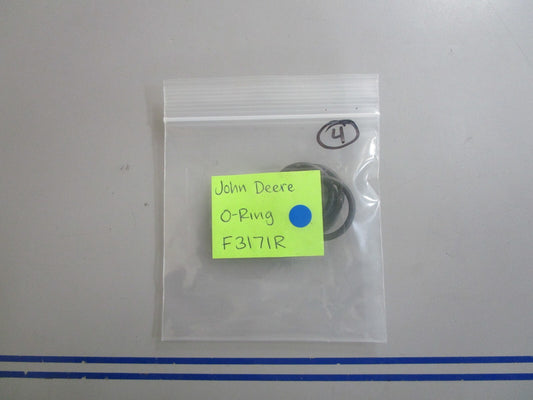 4
John Deere
O-Ring
F3171R